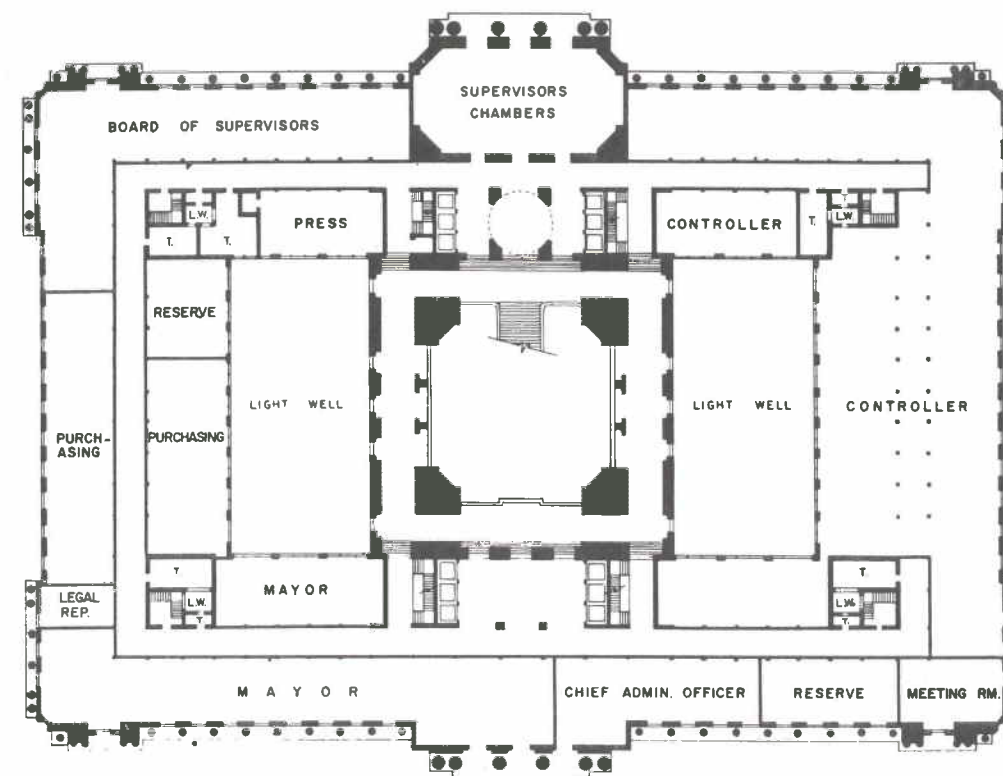 SUPERVISORS
CHAMBERS
BOARD OF SUPERVISORS
L.W.
T.
T.
PRESS
CONTROLLER
T.
T.
L.W.
RESERVE
LIGHT WELL
LIGHT WELL
CONTROLLER
PURCH-
ASING
PURCHASING
LEGAL
REP.
T.
L.W.
T.
MAYOR
T.
L.W.
T.
MAYOR
CHIEF ADMIN. OFFICER
RESERVE
MEETING RM.